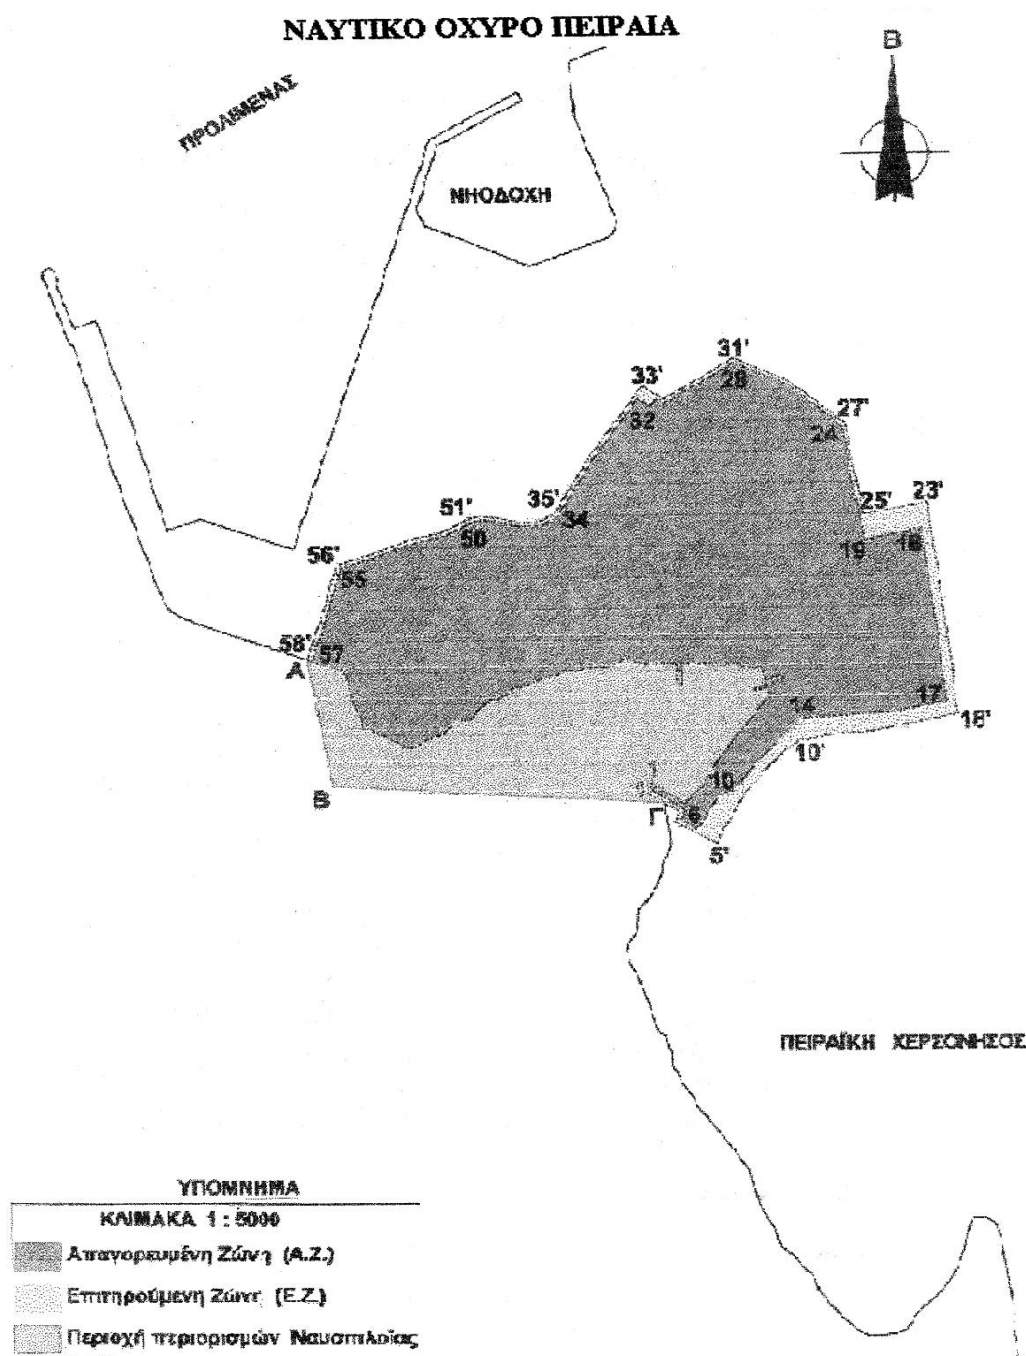 ΝΑΥΤΙΚΟ ΟΧΥΡΟ ΠΕΙΡΑΙΑ
Β
ΠΡΟΛΙΜΕΝΑΣ
ΝΗΟΔΟΧΗ
31'
28
33'
32
27'
24
25'
23'
51'
35'
50
34
19
18
56'
55
58'
57
Α
17
14
18'
10'
10
Β
Γ
6
5'
ΠΕΙΡΑΪΚΗ ΧΕΡΣΟΝΗΣΟΣ
ΥΠΟΜΝΗΜΑ
ΚΛΙΜΑΚΑ 1 : 5000
Απαγορευμένη Ζώνη (Α.Ζ.)
Επιτηρούμενη Ζώνη (Ε.Ζ.)
Περιοχή περιορισμών Ναυσιπλοΐας